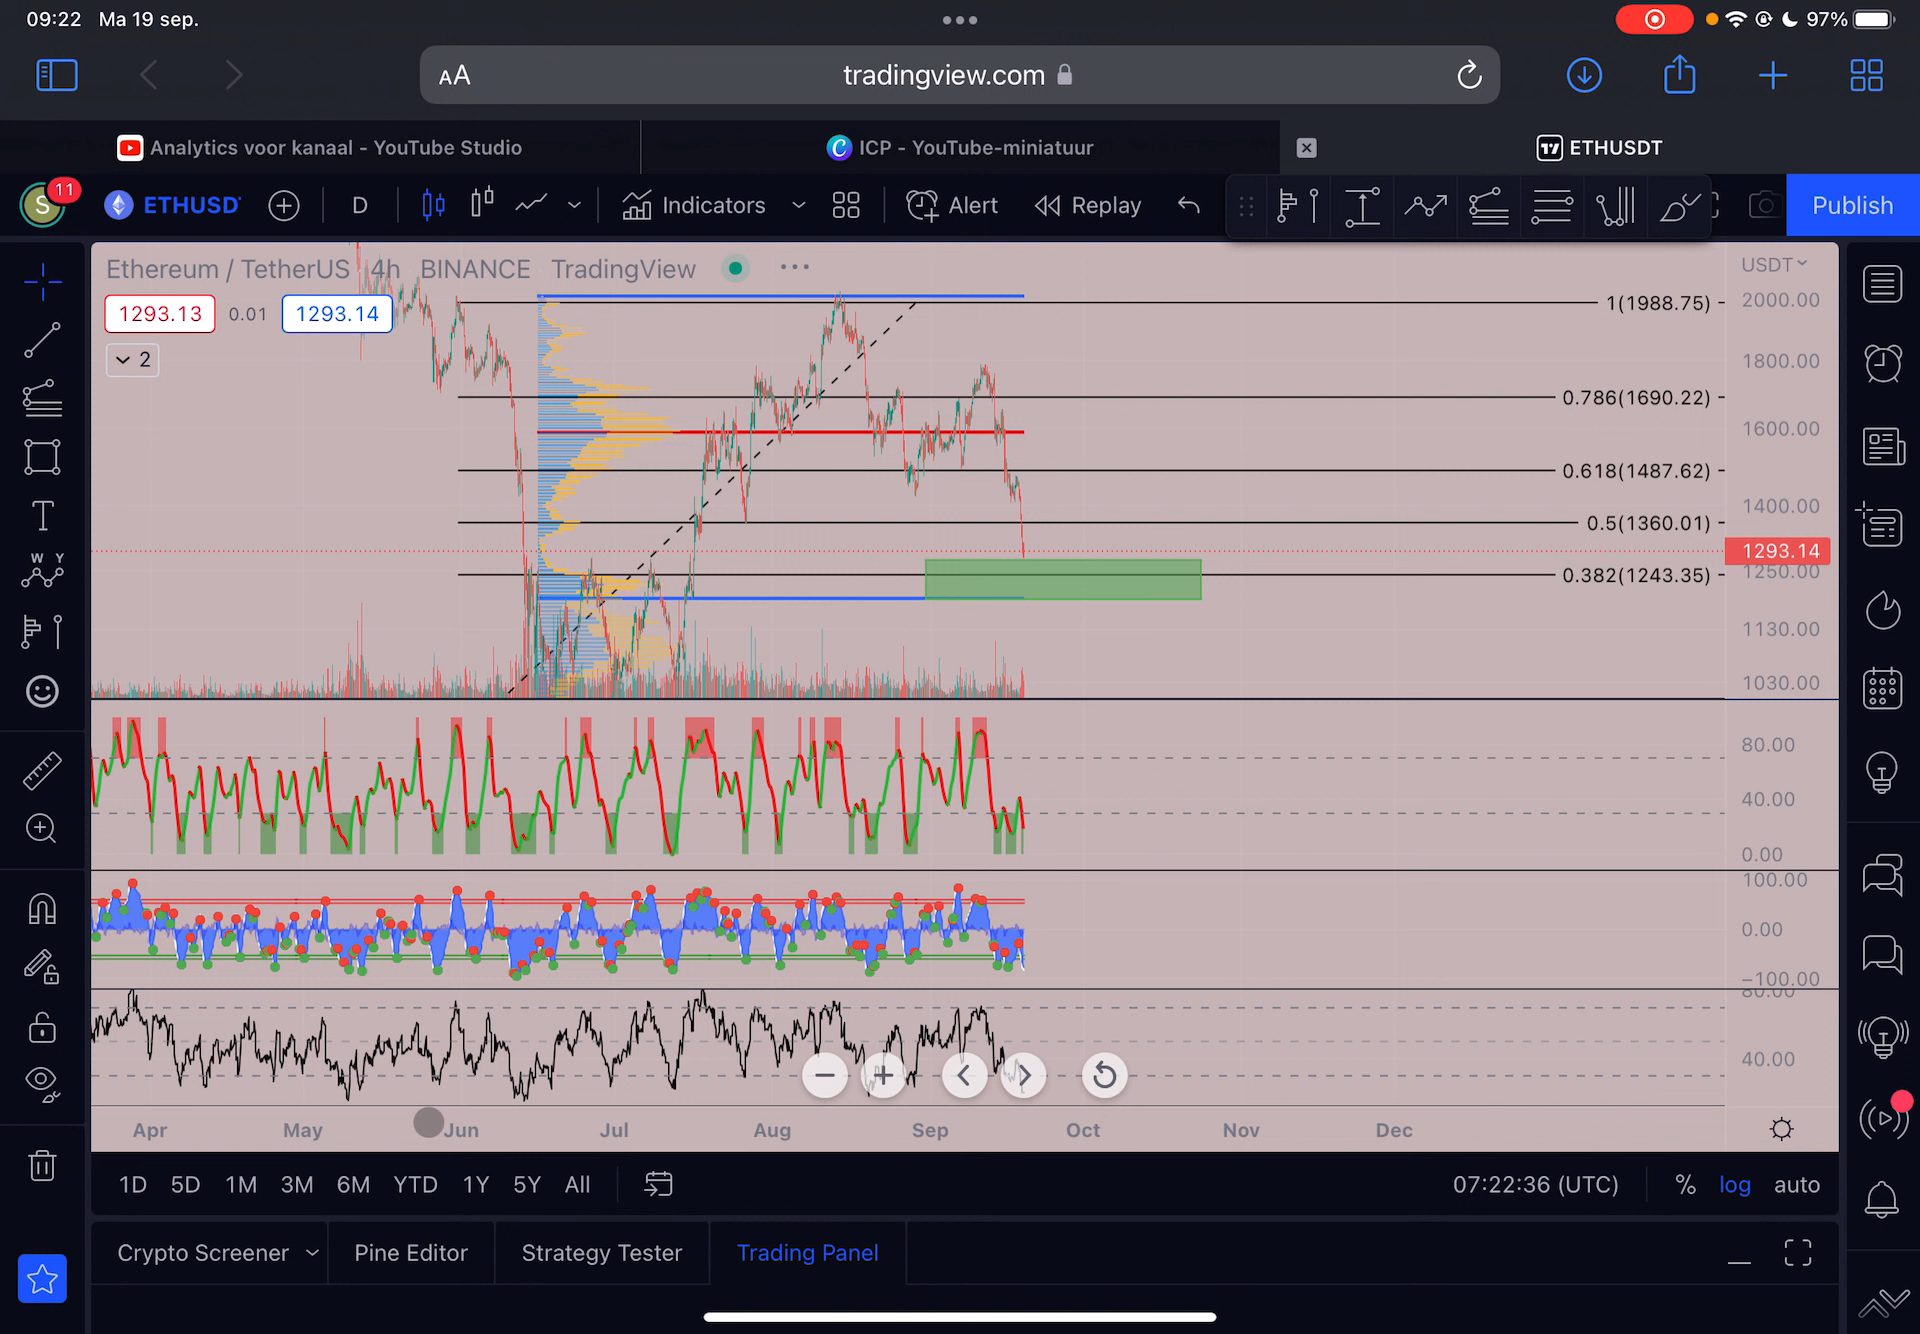 09:22 Ma 19 sep.
97%
AA
tradingview.com
Analytics voor kanaal - YouTube Studio
ICP - YouTube-miniatuur
ETHUSDT
S
11
ETHUSD
D
Indicators
Alert
Replay
Publish
Ethereum / TetherUS 4h BINANCE TradingView
USDT
1293.13
0.01
1293.14
2
1(1988.75)
0.786(1690.22)
0.618(1487.62)
0.5(1360.01)
0.382(1243.35)
2000.00
1800.00
1600.00
1400.00
1293.14
1250.00
1130.00
1030.00
80.00
40.00
0.00
100.00
0.00
−100.00
80.00
40.00
Apr May Jun Jul Aug Sep Oct Nov Dec
1D 5D 1M 3M 6M YTD 1Y 5Y All
07:22:36 (UTC)
% log auto
Crypto Screener
Pine Editor
Strategy Tester
Trading Panel